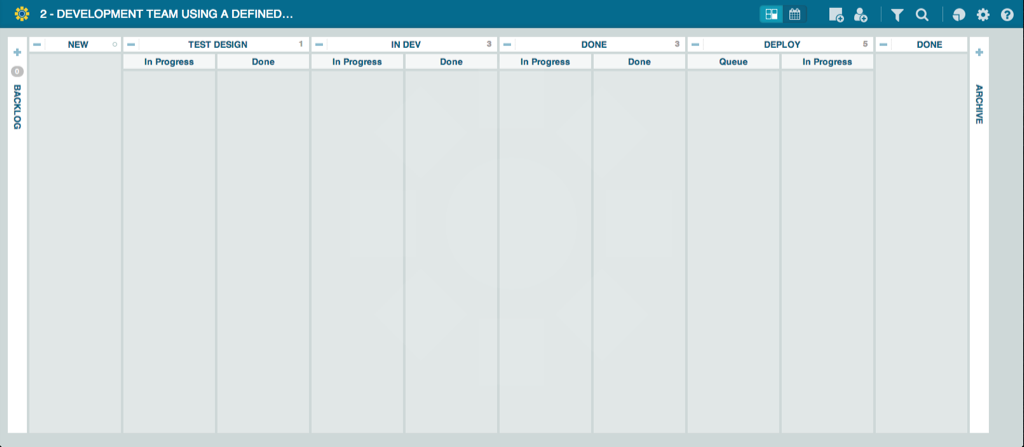 2 - DEVELOPMENT TEAM USING A DEFINED...
NEW 0
TEST DESIGN 1
IN DEV 3
DONE 3
DEPLOY 5
DONE
In Progress
Done
In Progress
Done
In Progress
Done
Queue
In Progress
0
BACKLOG
ARCHIVE